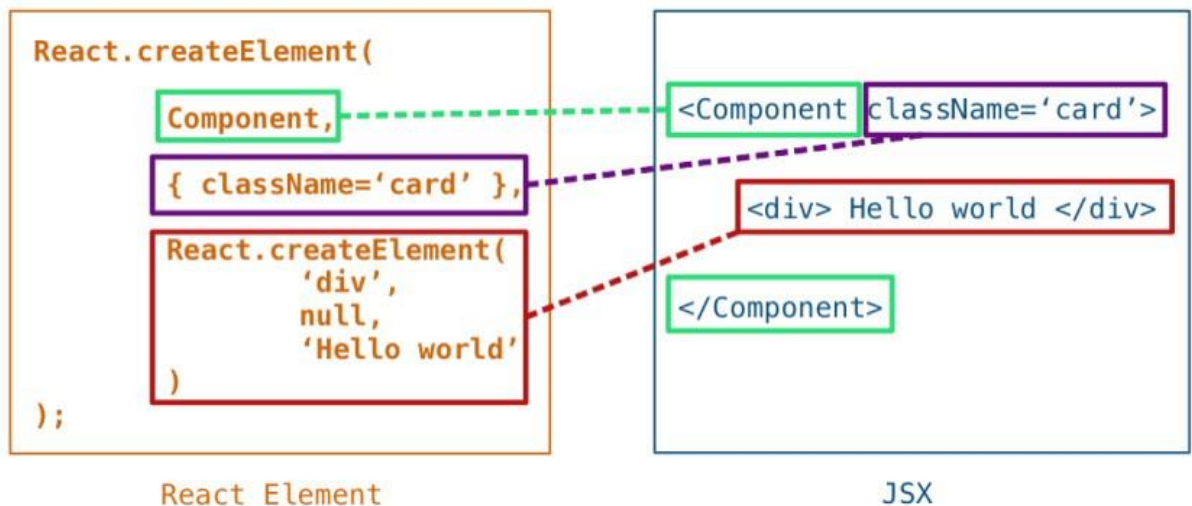 React.createElement(
Component,
{ className=‘card’ },
React.createElement(
‘div’,
null,
‘Hello world’
)
);
React Element
<Component className=‘card’>
<div> Hello world </div>
</Component>
JSX